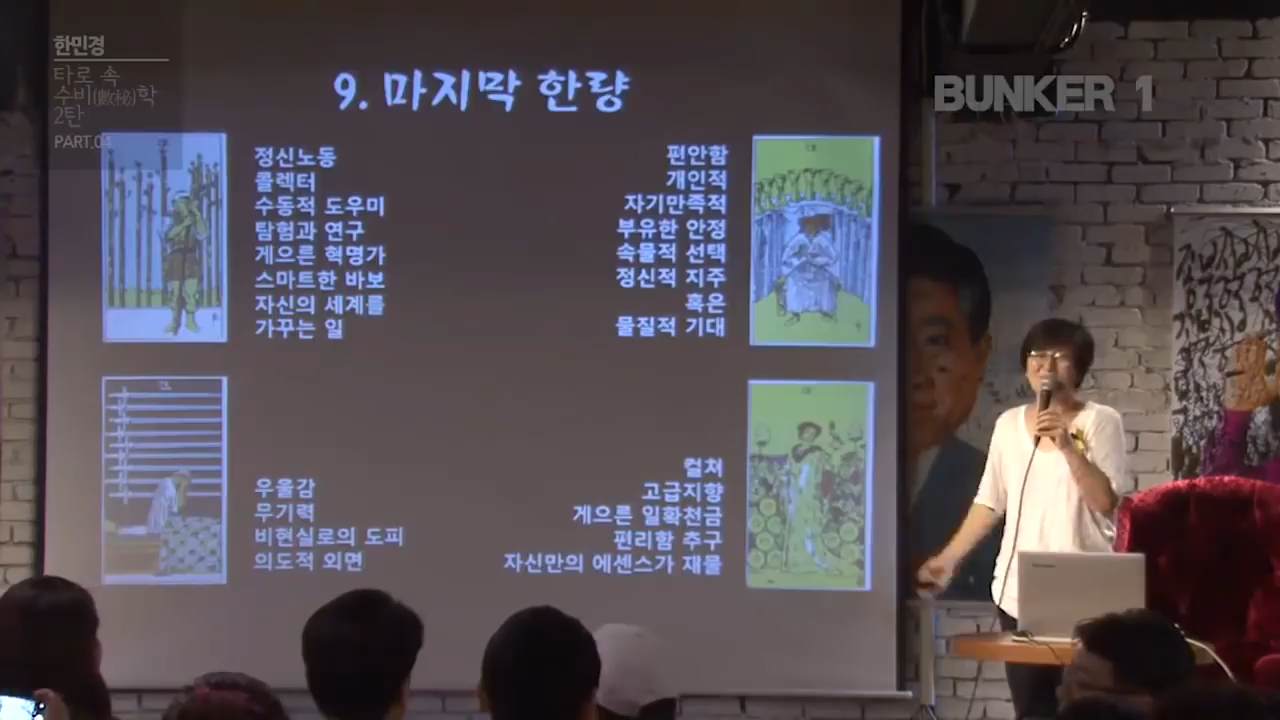 한민경
타로 속
수비(數秘)학
2탄
PART.04
BUNKER 1
9. 마지막 한량
정신노동
콜렉터
수동적 도우미
탐험과 연구
게으른 혁명가
스마트한 바보
자신의 세계를
가꾸는 일
편안함
개인적
자기만족적
부유한 안정
속물적 선택
정신적 지주
혹은
물질적 기대
우울감
무기력
비현실로의 도피
의도적 외면
컬쳐
고급지향
게으른 일확천금
편리함 추구
자신만의 에센스가 재물